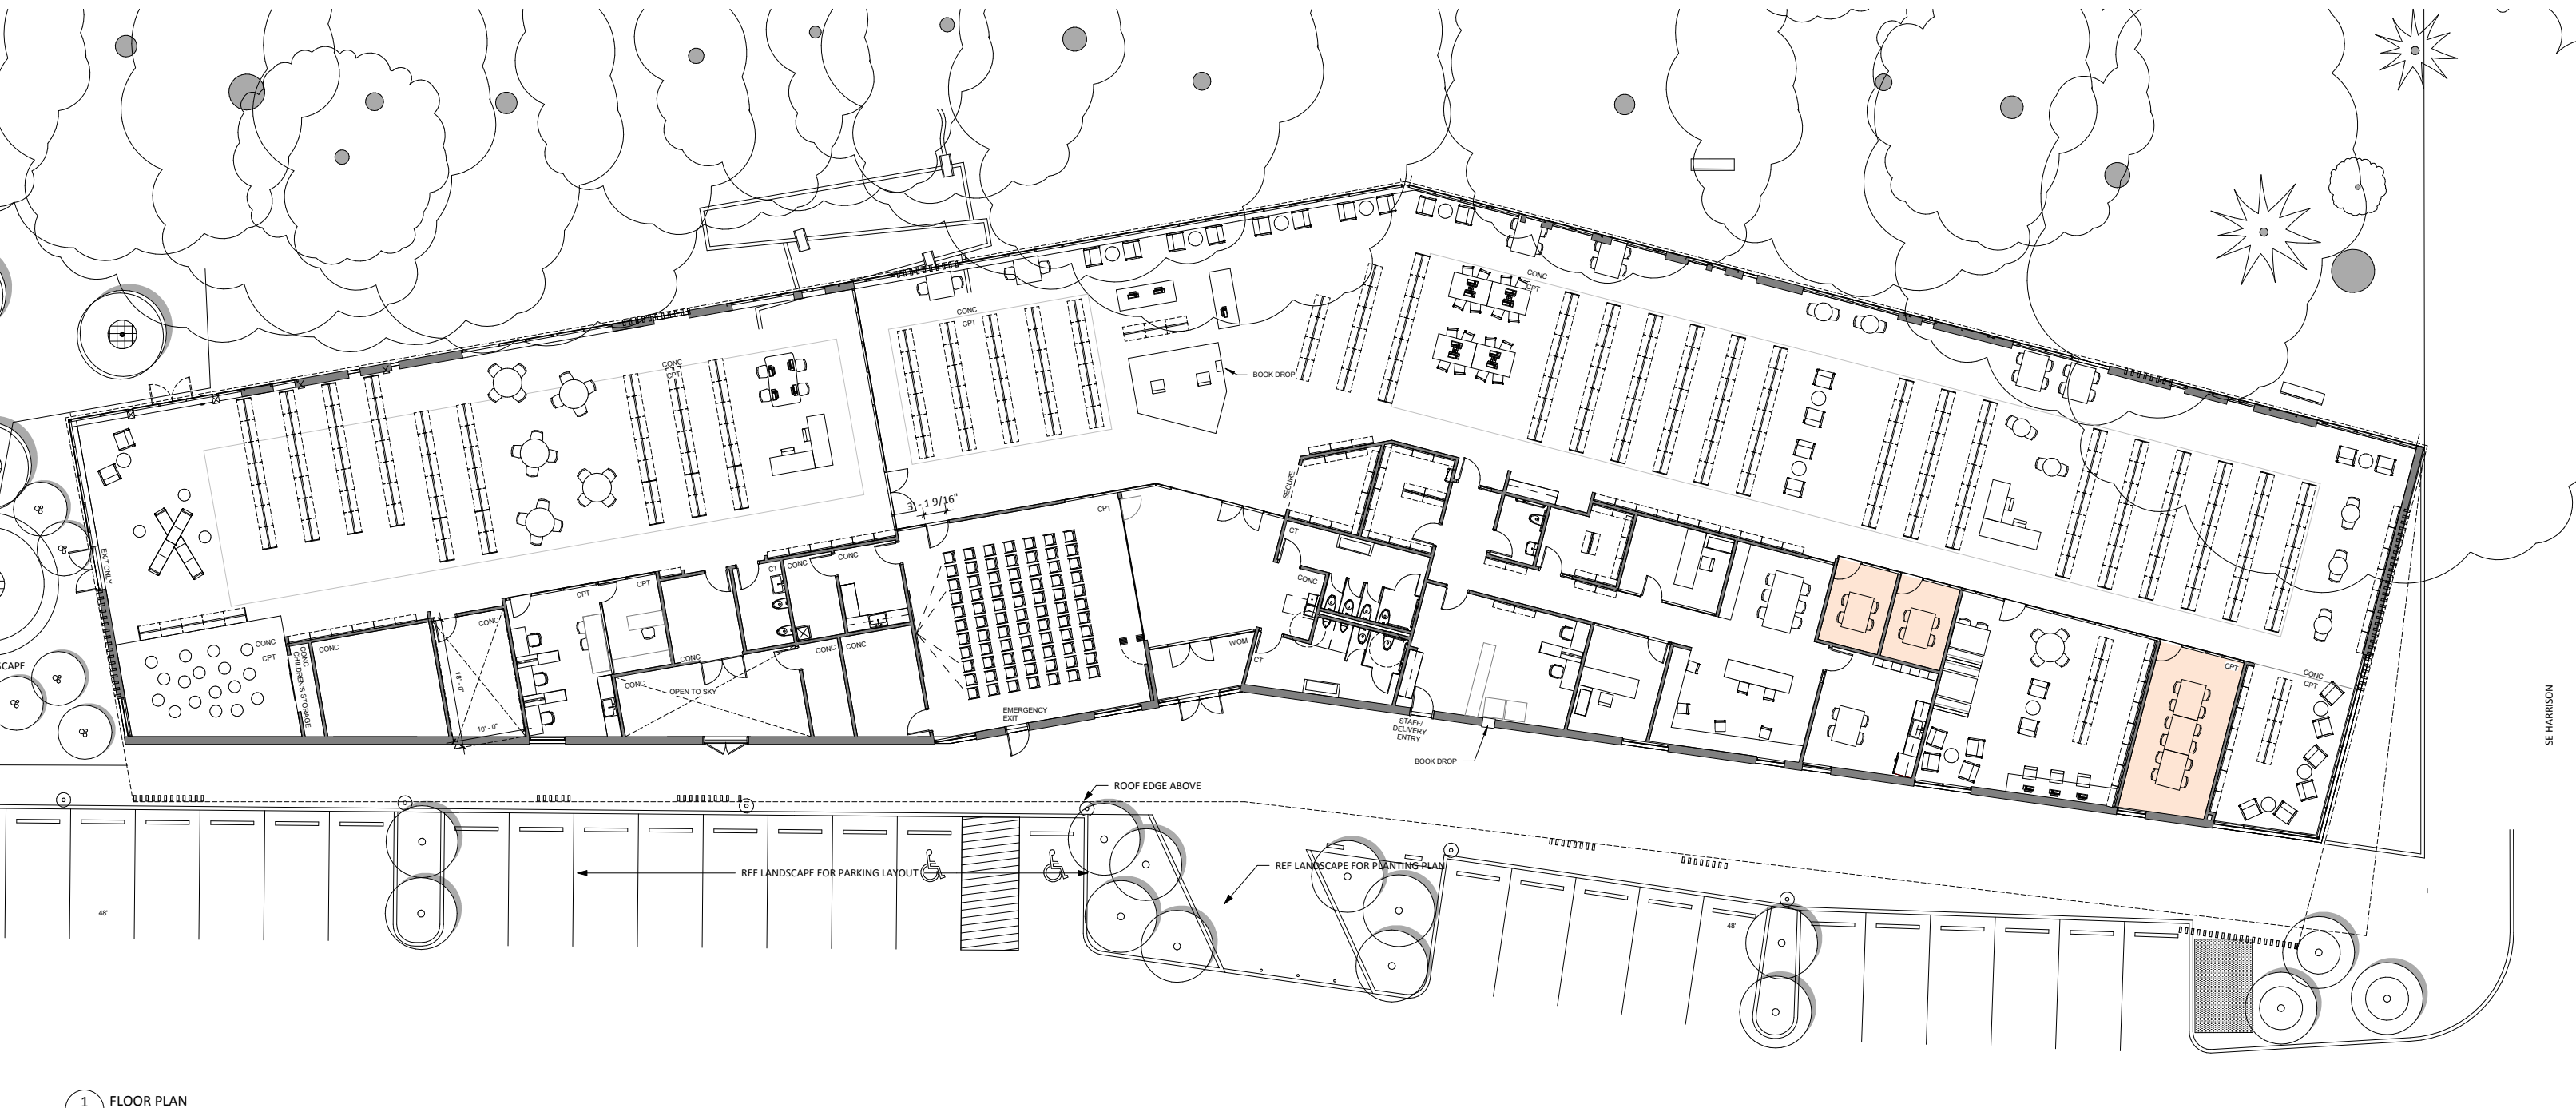 CONC
CPT
CONC
CPT
CONC
CPT
BOOK DROP
3' - 1 9/16"
SECURE
CPT
CT
CONC
EXIT ONLY
CT
CONC
CONC
CPT
CPT
CONC
CONC
CPT
CONC
CHILDREN'S STORAGE
CONC
18' - 0"
10' - 0"
CONC
CONC
OPEN TO SKY
CONC
CONC
WOM
CT
CPT
CONC
CPT
SCAPE
EMERGENCY
EXIT
STAFF/
DELIVERY
ENTRY
BOOK DROP
SE HARRISON
ROOF EDGE ABOVE
REF LANDSCAPE FOR PARKING LAYOUT
REF LANDSCAPE FOR PLANTING PLAN
48'
48'
1
FLOOR PLAN